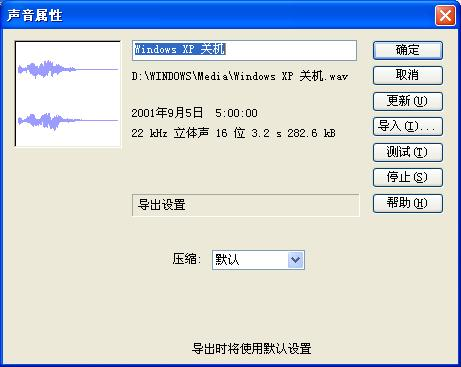 声音属性
Windows XP 关机
确定
D:\WINDOWS\Media\Windows XP 关机.wav
取消
更新(U)
2001年9月5日  5:00:00
导入(I)...
22 kHz 立体声 16 位 3.2 s 282.6 kB
测试(T)
停止(S)
导出设置
帮助(H)
压缩: 默认
导出时将使用默认设置